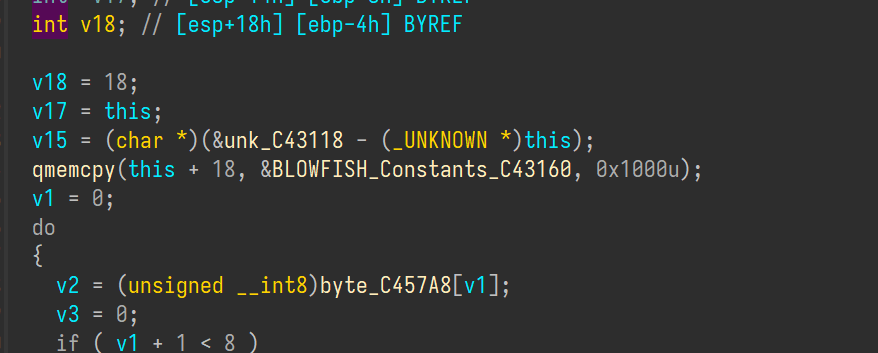 int v18; // [esp+18h] [ebp-4h] BYREF
v18 = 18;
v17 = this;
v15 = (char *)(&unk_C43118 - (_UNKNOWN *)this);
qmemcpy(this + 18, &BLOWFISH_Constants_C43160, 0x1000u);
v1 = 0;
do
{
v2 = (unsigned __int8)byte_C457A8[v1];
v3 = 0;
if ( v1 + 1 < 8 )